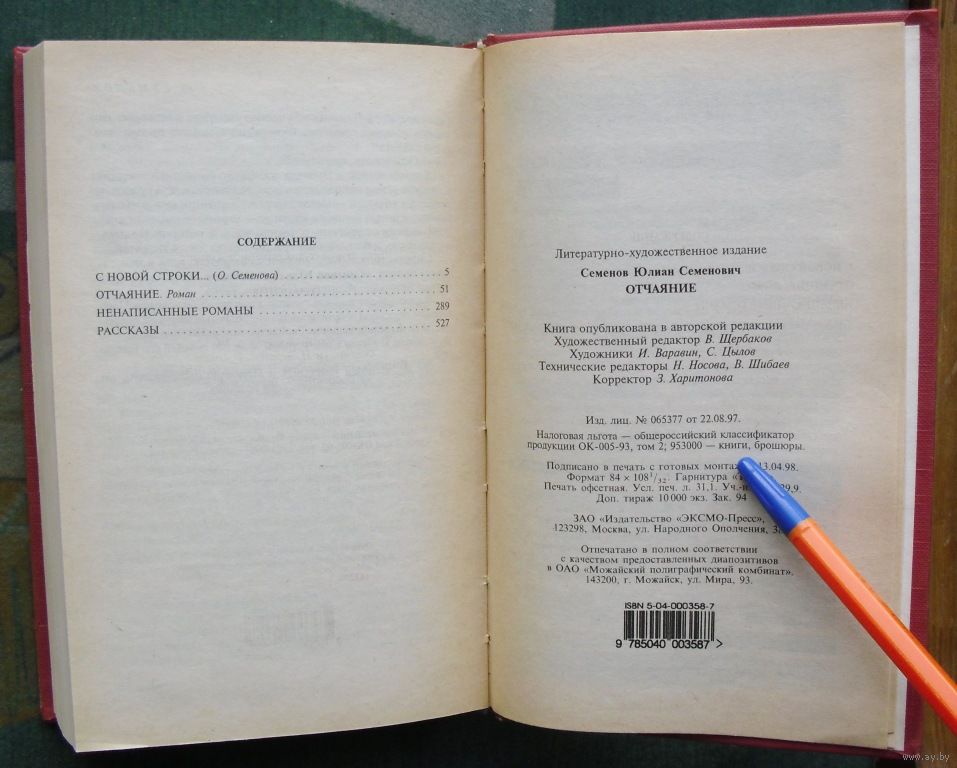 СОДЕРЖАНИЕ
С НОВОЙ СТРОКИ... (О. Семенова) 5
ОТЧАЯНИЕ. Роман 51
НЕНАПИСАННЫЕ РОМАНЫ 289
РАССКАЗЫ 527
Литературно-художественное издание
Семенов Юлиан Семенович
ОТЧАЯНИЕ
Книга опубликована в авторской редакции
Художественный редактор В. Щербаков
Художники И. Варавин, С. Цылов
Технические редакторы Н. Носова, В. Шибаев
Корректор З. Харитонова
Изд. лиц. № 065377 от 22.08.97.
Налоговая льгота — общероссийский классификатор
продукции ОК-005-93, том 2; 953000 — книги, брошюры.
Подписано в печать с готовых 13.04.98.
Формат 84 × 108 1/32. Гарнитура
Печать офсетная. Усл. печ. л. 31,1. 29,9.
Доп. тираж 10 000 экз. Зак. 94
ЗАО «Издательство «ЭКСМО-Пресс»,
123298, Москва, ул. Народного Ополчения,
Отпечатано в полном соответствии
с качеством предоставленных диапозитивов
в ОАО «Можайский полиграфический комбинат».
143200, г. Можайск, ул. Мира, 93.
ISBN 5-04-000358-7
9 785040 003587 >
www.ay.by